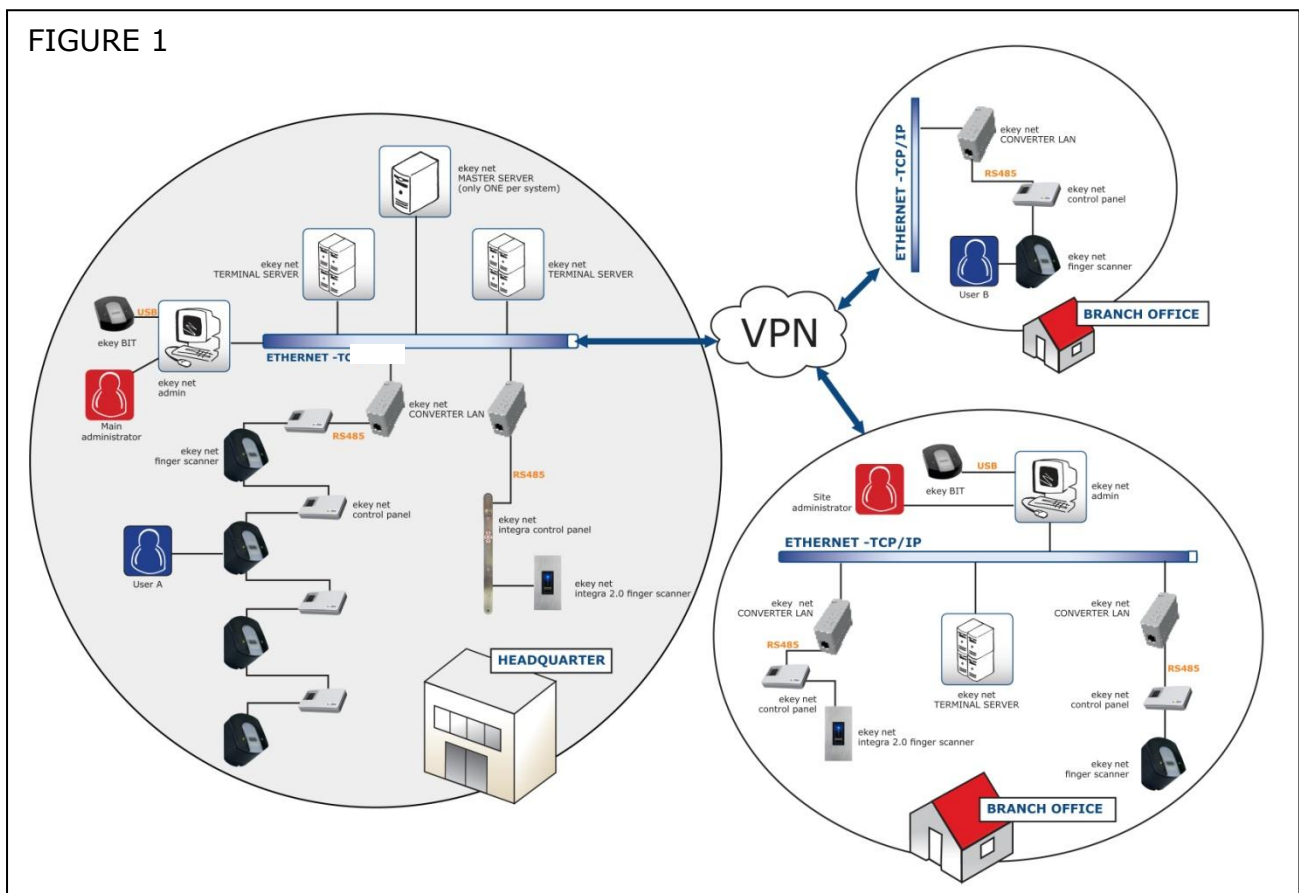 FIGURE 1
ekey net
MASTER SERVER
(only ONE per system)
ekey net
TERMINAL SERVER
ekey net
TERMINAL SERVER
USB
ekey BIT
ekey net
admin
Main
administrator
ETHERNET -TC
ekey net
CONVERTER LAN
RS485
ekey net
finger scanner
ekey net
control panel
User A
RS485
ekey net
integra control panel
ekey net
integra 2.0 finger scanner
HEADQUARTER
VPN
ETHERNET -TCP/IP
ekey net
CONVERTER LAN
RS485
ekey net
control panel
ekey net
finger scanner
User B
BRANCH OFFICE
Site
administrator
ekey BIT
USB
ekey net
admin
ETHERNET -TCP/IP
ekey net
CONVERTER LAN
RS485
ekey net
control panel
ekey net
integra 2.0 finger scanner
ekey net
TERMINAL SERVER
ekey net
CONVERTER LAN
RS485
ekey net
control panel
ekey net
finger scanner
BRANCH OFFICE